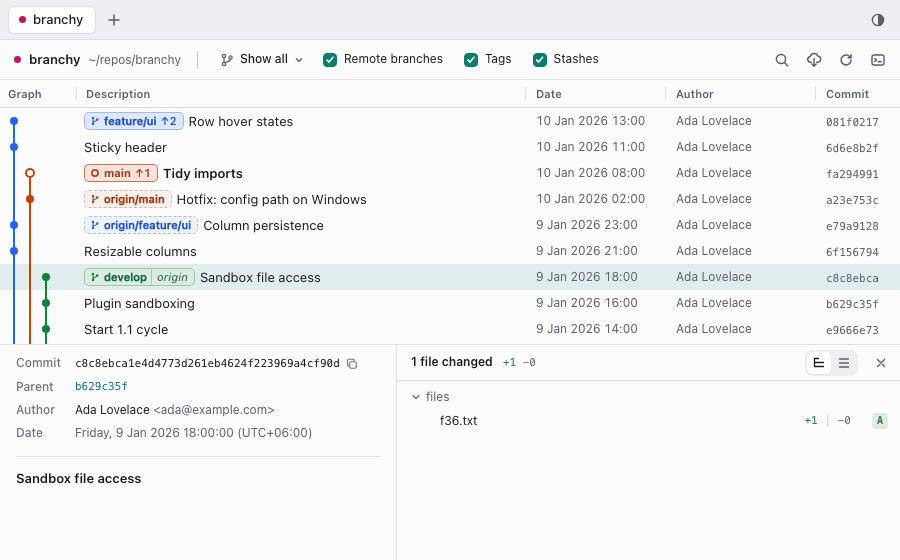 branchy
branchy ~/repos/branchy Show all Remote branches Tags Stashes
Graph Description Date Author Commit
feature/ui ↑2 Row hover states 10 Jan 2026 13:00 Ada Lovelace 081f0217
Sticky header 10 Jan 2026 11:00 Ada Lovelace 6d6e8b2f
main ↑1 Tidy imports 10 Jan 2026 08:00 Ada Lovelace fa294991
origin/main Hotfix: config path on Windows 10 Jan 2026 02:00 Ada Lovelace a23e753c
origin/feature/ui Column persistence 9 Jan 2026 23:00 Ada Lovelace e79a9128
Resizable columns 9 Jan 2026 21:00 Ada Lovelace 6f156794
develop origin Sandbox file access 9 Jan 2026 18:00 Ada Lovelace c8c8ebca
Plugin sandboxing 9 Jan 2026 16:00 Ada Lovelace b629c35f
Start 1.1 cycle 9 Jan 2026 14:00 Ada Lovelace e9666e73
Commit c8c8ebca1e4d4773d261eb4624f223969a4cf90d
Parent b629c35f
Author Ada Lovelace <ada@example.com>
Date Friday, 9 Jan 2026 18:00:00 (UTC+06:00)
Sandbox file access
1 file changed +1 −0
files
f36.txt +1 | −0 A